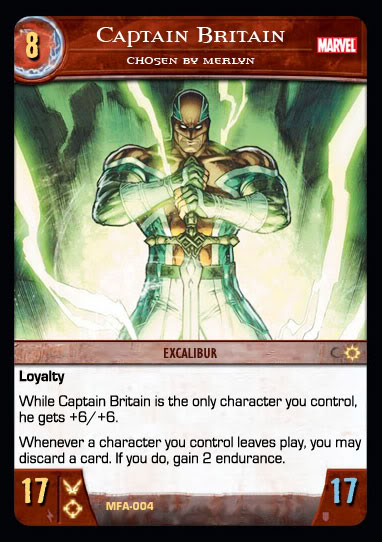 8
Captain Britain
MARVEL
CHOSEN BY MERLYN
EXCALIBUR
C
Loyalty
While Captain Britain is the only character you control,
he gets +6/+6.
Whenever a character you control leaves play, you may
discard a card. If you do, gain 2 endurance.
17
MFA-004
17